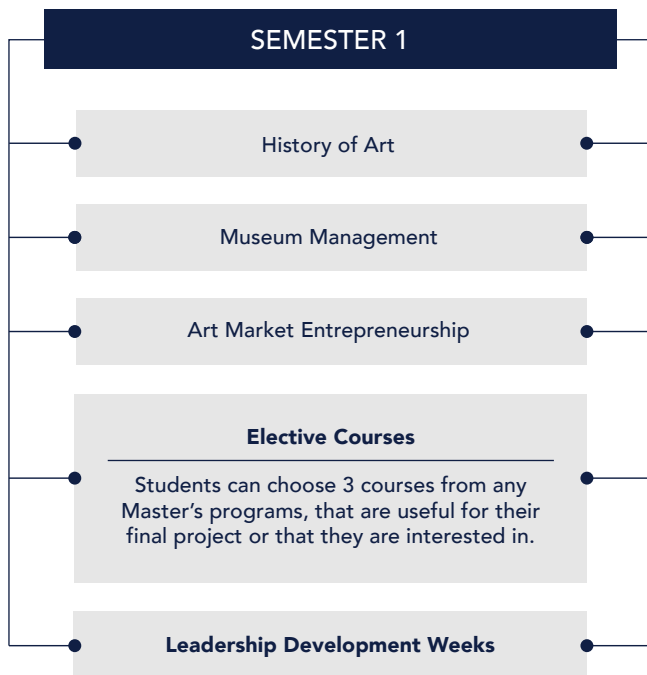 SEMESTER 1
History of Art
Museum Management
Art Market Entrepreneurship
Elective Courses
Students can choose 3 courses from any
Master's programs, that are useful for their
final project or that they are interested in.
Leadership Development Weeks